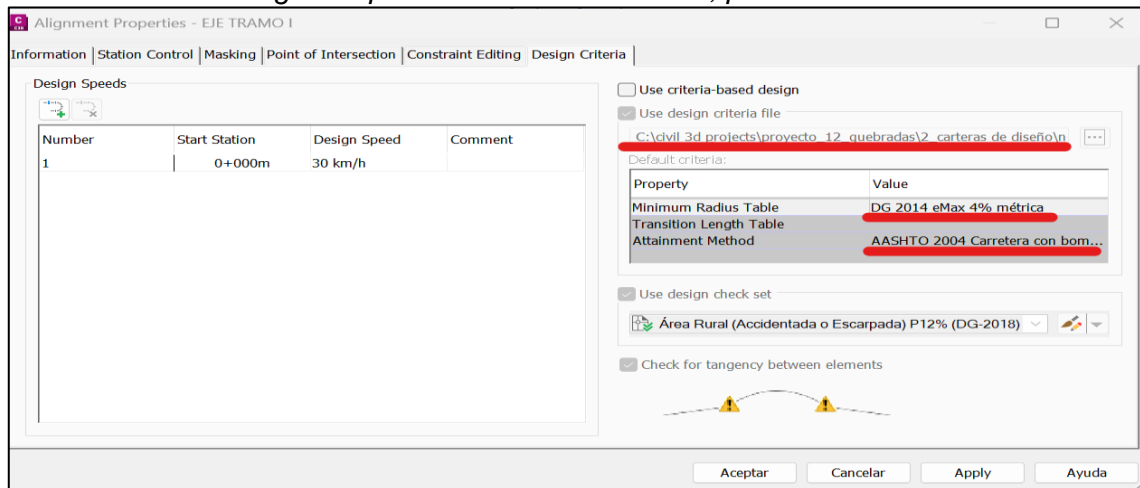 Alignment Properties - EJE TRAMO I
Information Station Control Masking Point of Intersection Constraint Editing Design Criteria
Design Speeds
Number Start Station Design Speed Comment
1 0+000m 30 km/h
Use criteria-based design
Use design criteria file
C:\civil 3d projects\proyecto_12_quebradas\2_carteras de diseño\n ...
Default criteria:
Property Value
Minimum Radius Table DG 2014 eMax 4% métrica
Transition Length Table
Attainment Method AASHTO 2004 Carretera con bom...
Use design check set
Área Rural (Accidentada o Escarpada) P12% (DG-2018)
Check for tangency between elements
Aceptar Cancelar Apply Ayuda